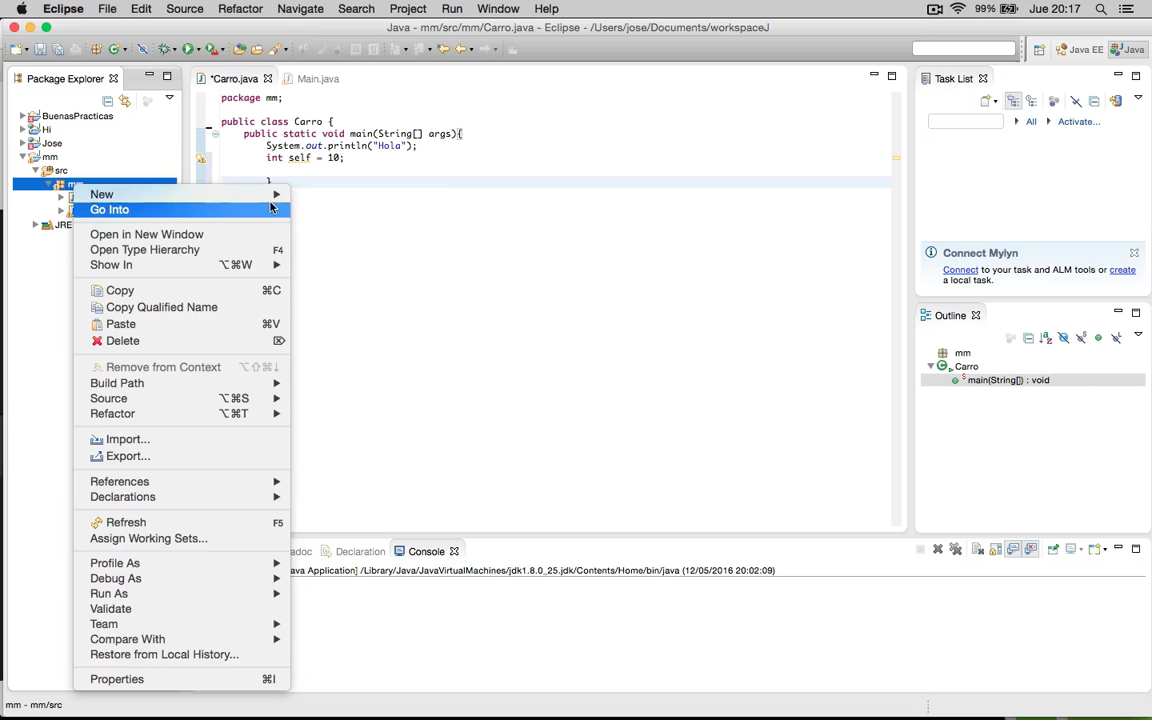 Eclipse File Edit Source Refactor Navigate Search Project Run Window Help 99% Jue 20:17
Java - mm/src/mm/Carro.java - Eclipse - /Users/jose/Documents/workspaceJ
Java EE Java
Package Explorer
*Carro.java Main.java
Task List
BuenasPracticas
Hi
Jose
mm
src
JRE
package mm;
public class Carro {
public static void main(String[] args){
System.out.println("Hola");
int self = 10;
}
New
Go Into
Open in New Window
Open Type Hierarchy F4
Show In ⌥⌘W
Copy ⌘C
Copy Qualified Name
Paste ⌘V
Delete ⌦
Remove from Context ⌥⇧⌘↓
Build Path
Source ⌥⌘S
Refactor ⌥⌘T
Import...
Export...
References
Declarations
Refresh F5
Assign Working Sets...
Profile As
Debug As
Run As
Validate
Team
Compare With
Restore from Local History...
Properties ⌘I
All Activate...
Connect Mylyn
Connect to your task and ALM tools or create
a local task.
Outline
mm
Carro
main(String[]) : void
adoc Declaration Console
ava Application] /Library/Java/JavaVirtualMachines/jdk1.8.0_25.jdk/Contents/Home/bin/java (12/05/2016 20:02:09)
mm - mm/src